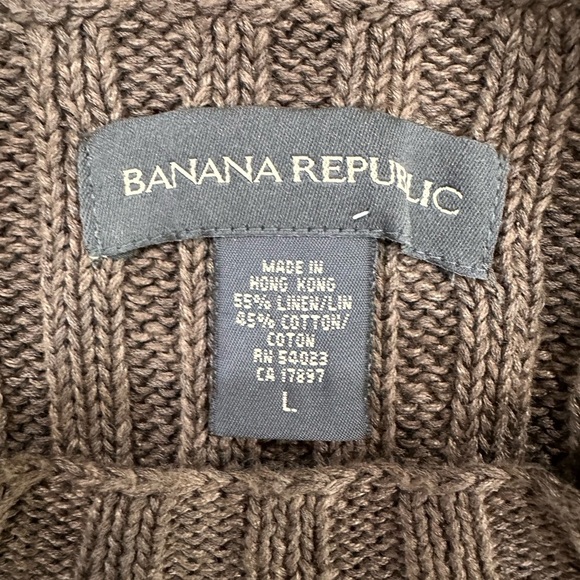 BANANA REPUBLIC
MADE IN
HONG KONG
55% LINEN/LIN
45% COTTON/
COTON
RN 54023
CA 17897
L